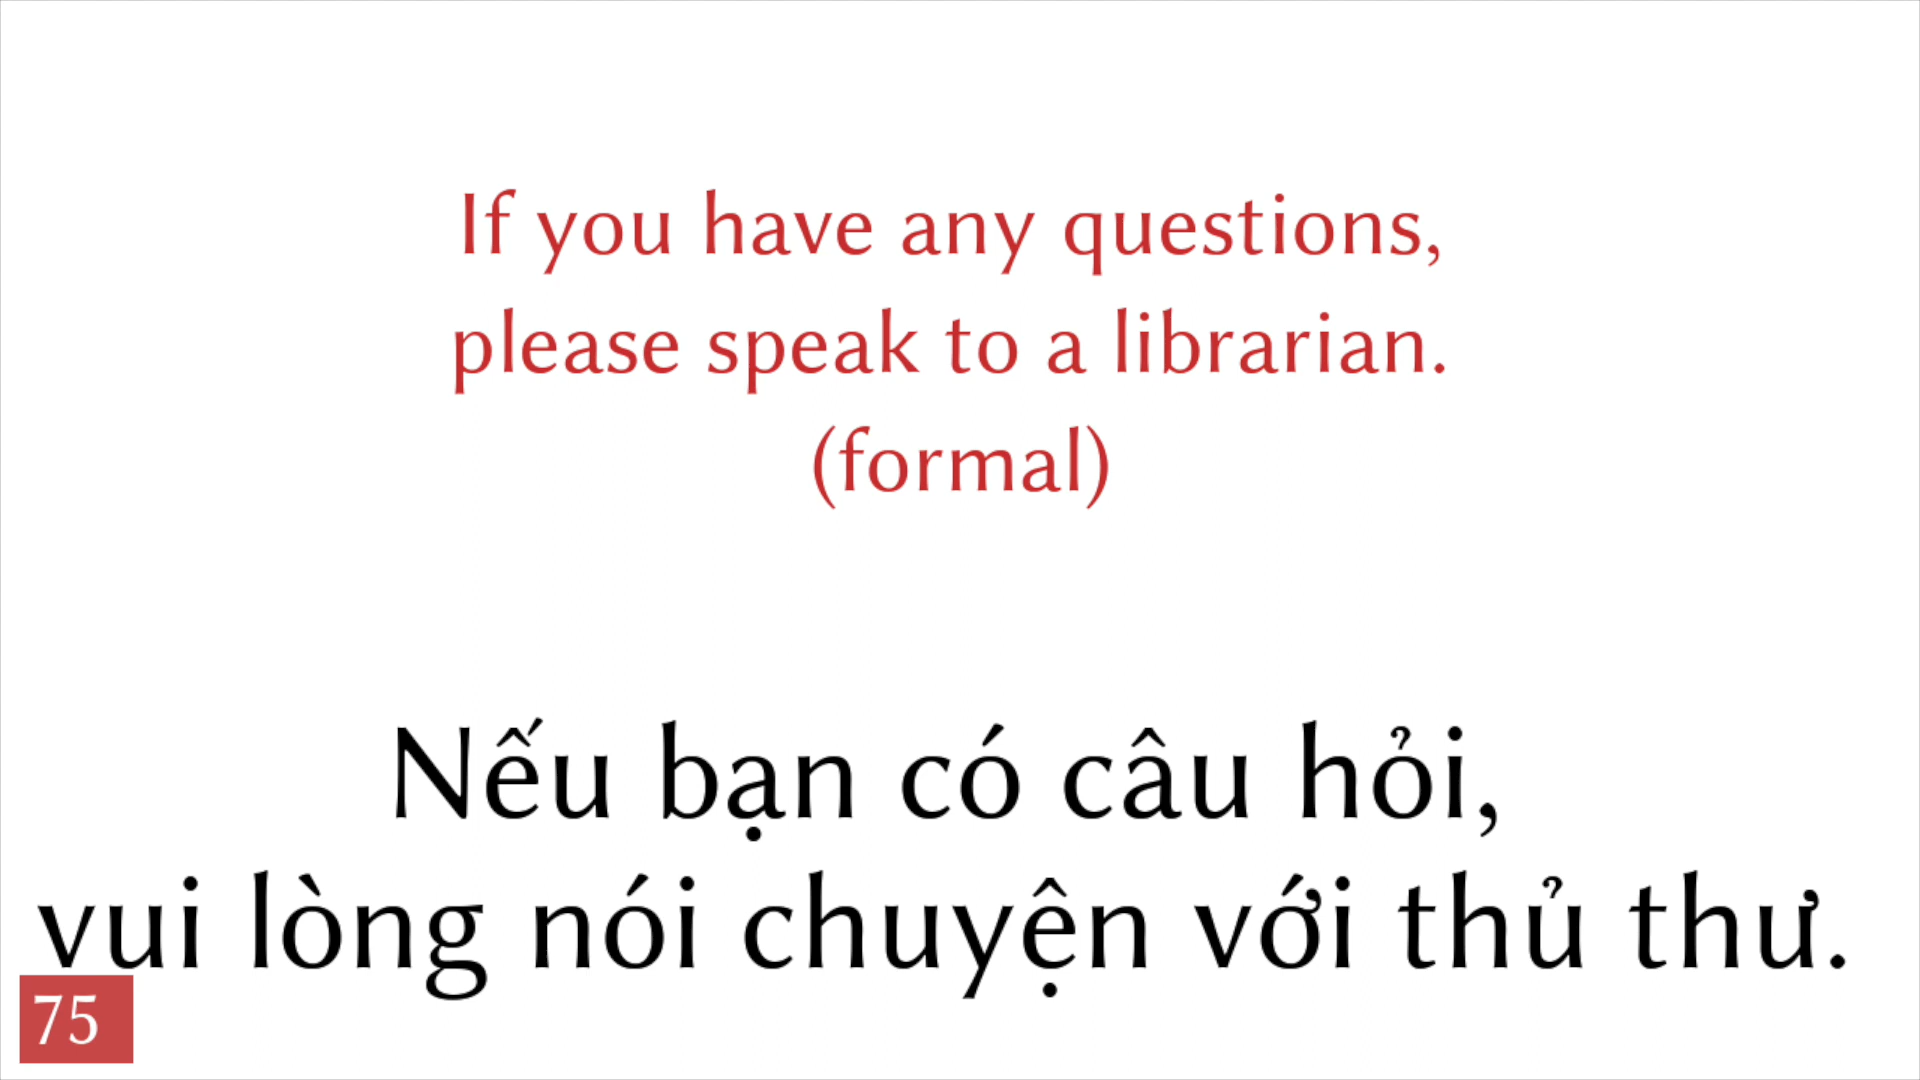 If you have any questions,
please speak to a librarian.
(formal)
Nếu bạn có câu hỏi,
vui lòng nói chuyện với thủ thư.
75